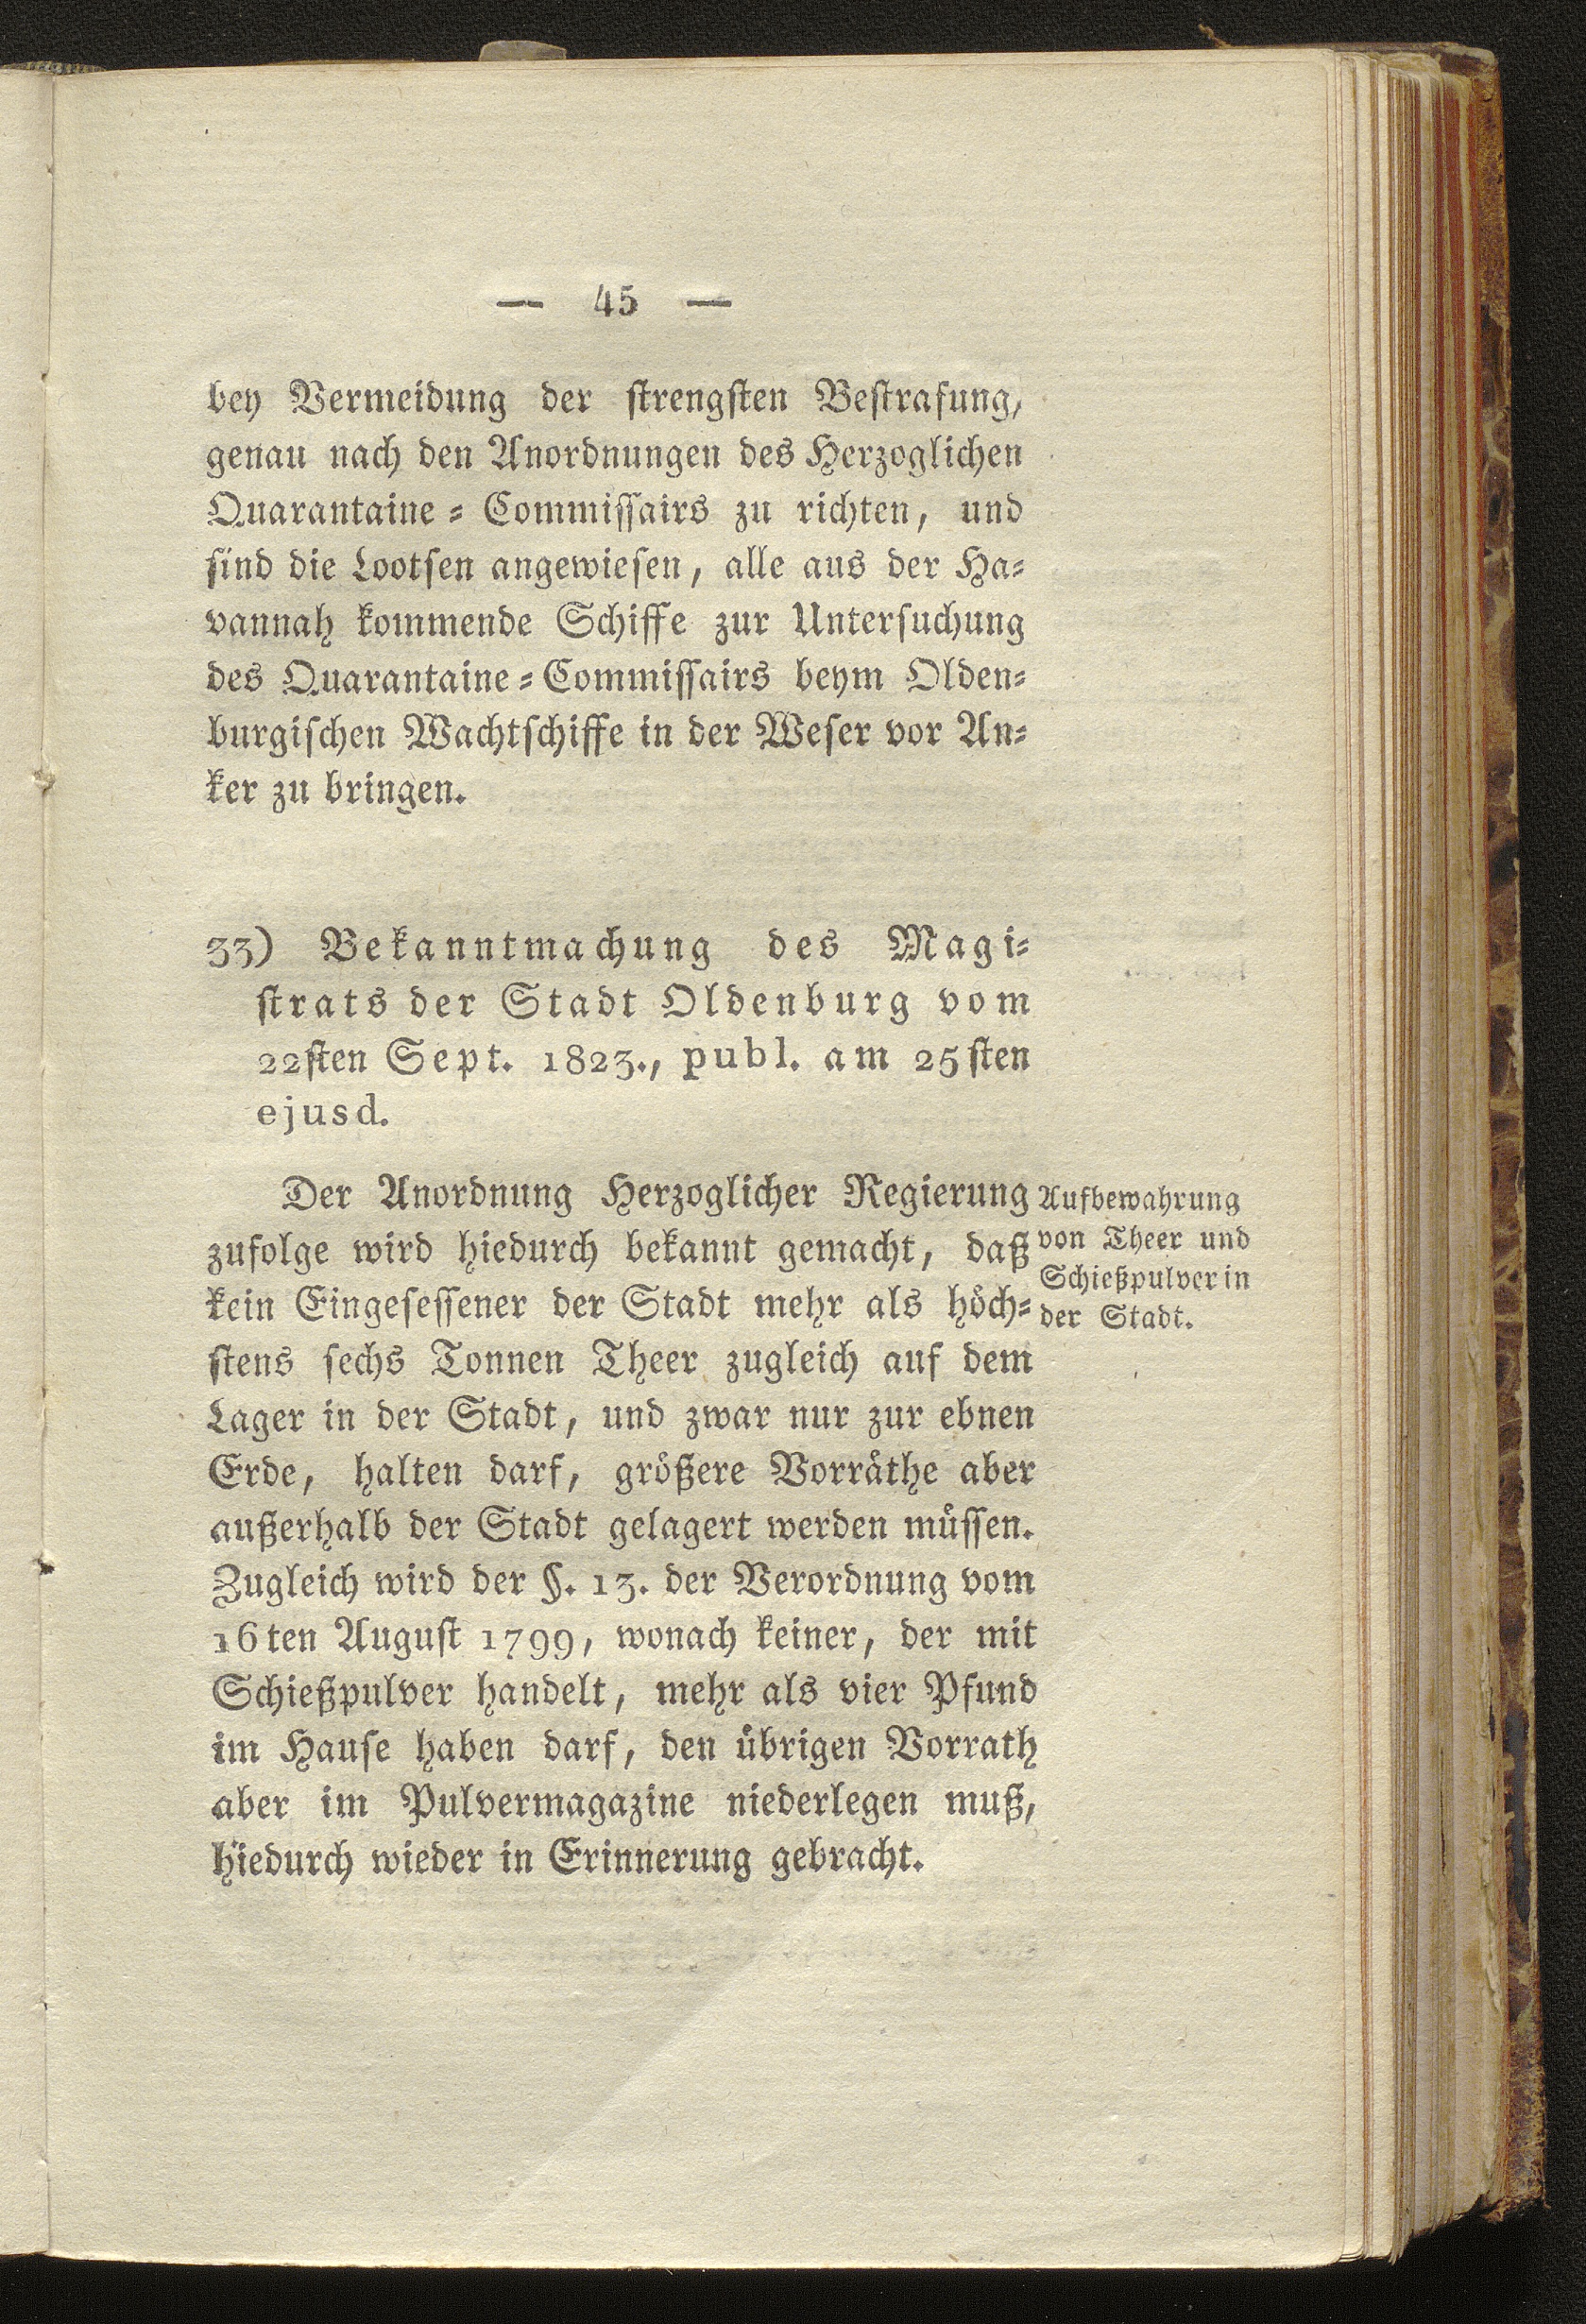 — 45 —
bey Vermeidung der strengsten Bestrafung,
genau nach den Anordnungen des Herzoglichen
Quarantaine-Commissairs zu richten, und
sind die Lootsen angewiesen, alle aus der Ha-
vannah kommende Schiffe zur Untersuchung
des Quarantaine-Commissairs beym Olden-
burgischen Wachtschiffe in der Weser vor An-
ker zu bringen.
33) Bekanntmachung des Magi-
strats der Stadt Oldenburg vom
22sten Sept. 1823., publ. am 25sten
ejusd.
Der Anordnung Herzoglicher Regierung
zufolge wird hiedurch bekannt gemacht, daß
kein Eingesessener der Stadt mehr als höch-
stens sechs Tonnen Theer zugleich auf dem
Lager in der Stadt, und zwar nur zur ebnen
Erde, halten darf, größere Vorräthe aber
außerhalb der Stadt gelagert werden müssen.
Zugleich wird der §. 13. der Verordnung vom
16ten August 1799, wonach keiner, der mit
Schießpulver handelt, mehr als vier Pfund
im Hause haben darf, den übrigen Vorrath
aber im Pulvermagazine niederlegen muß,
hiedurch wieder in Erinnerung gebracht.
Aufbewahrung
von Theer und
Schießpulver in
der Stadt.